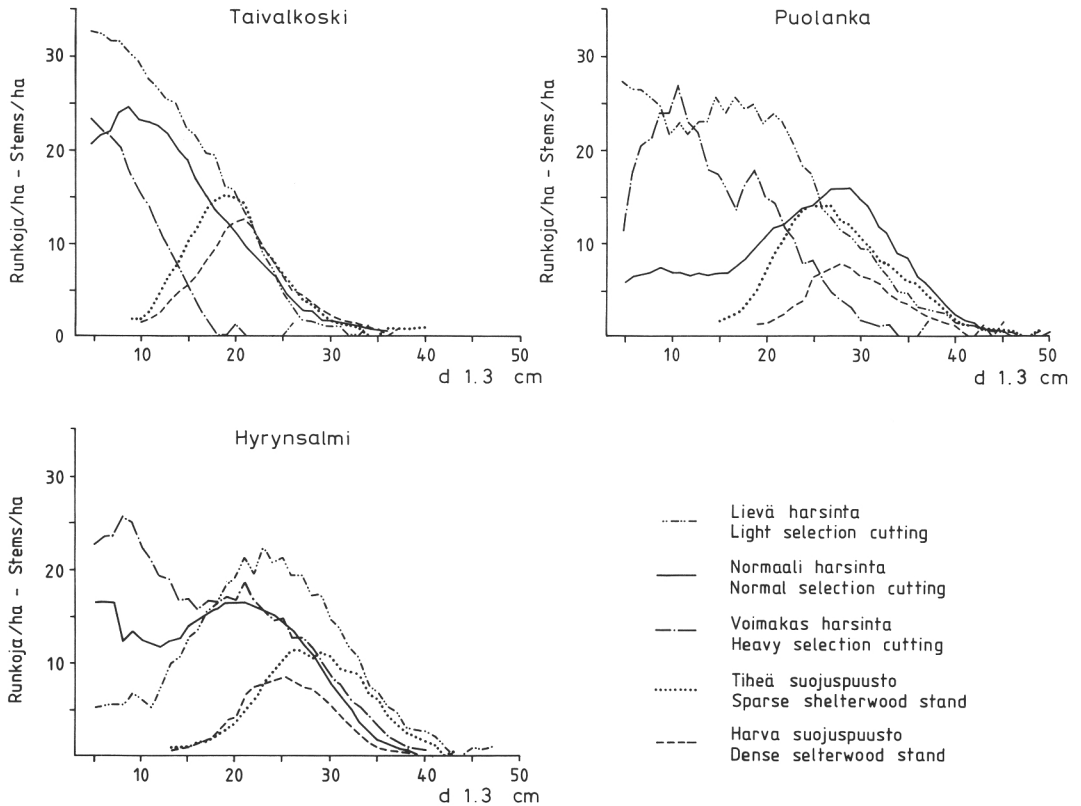 Taivalkoski
Runkoja/ha - Stems/ha
30
20
10
0
10
20
30
40
50
d 1.3 cm
Puolanka
Runkoja/ha - Stems/ha
30
20
10
10
20
30
40
50
d 1.3 cm
Hyrynsalmi
Runkoja/ha - Stems/ha
30
20
10
10
20
30
40
50
d 1.3 cm
Lievä harsinta
Light selection cutting
Normaali harsinta
Normal selection cutting
Voimakas harsinta
Heavy selection cutting
Tiheä suojuspuusto
Sparse shelterwood stand
Harva suojuspuusto
Dense selterwood stand